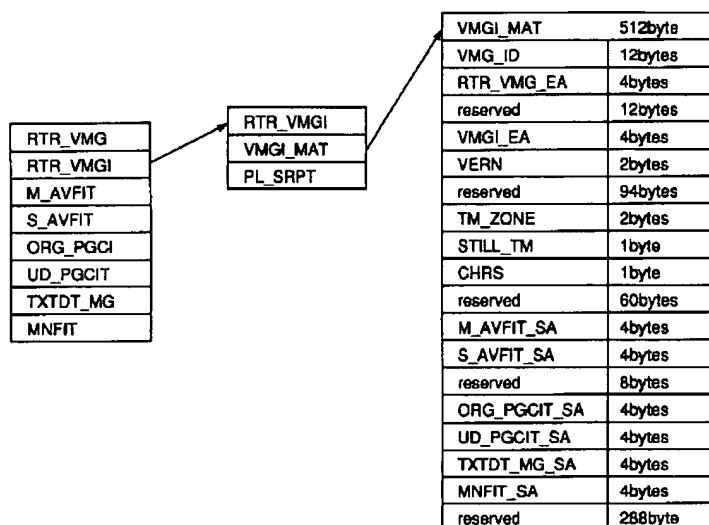 RTR_VMG
RTR_VMGI
M_AVFIT
S_AVFIT
ORG_PGCI
UD_PGCIT
TXTDT_MG
MNFIT
RTR_VMGI
VMGI_MAT
PL_SRPT
VMGI_MAT 512byte
VMG_ID 12bytes
RTR_VMG_EA 4bytes
reserved 12bytes
VMGI_EA 4bytes
VERN 2bytes
reserved 94bytes
TM_ZONE 2bytes
STILL_TM 1byte
CHRS 1byte
reserved 60bytes
M_AVFIT_SA 4bytes
S_AVFIT_SA 4bytes
reserved 8bytes
ORG_PGCIT_SA 4bytes
UD_PGCIT_SA 4bytes
TXTDT_MG_SA 4bytes
MNFIT_SA 4bytes
reserved 288byte